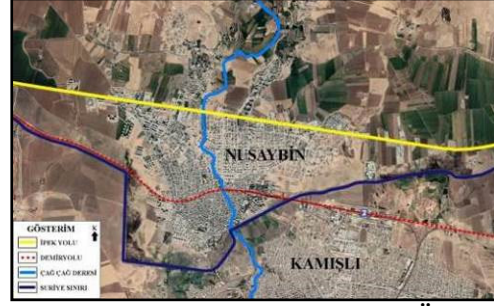 NUSAYBİN
KAMIŞLI
GÖSTERİM
K
İPEK YOLU
DEMİRYOLU
ÇAĞ ÇAĞ DERESİ
SURİYE SINIRI